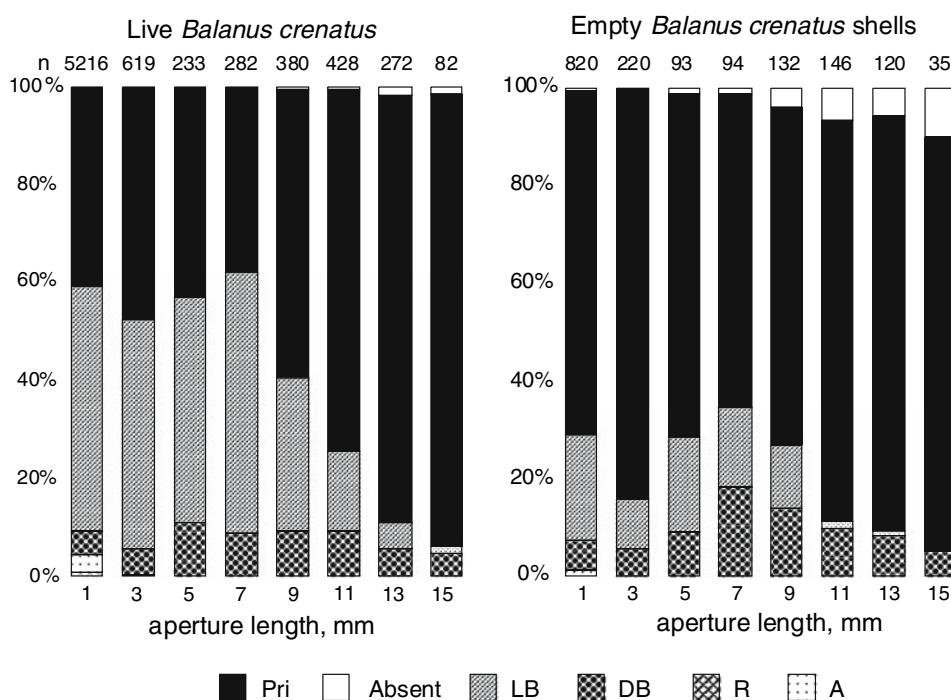 Live Balanus crenatus
Empty Balanus crenatus shells
n 5216 619 233 282 380 428 272 82
820 220 93 94 132 146 120 35
100%
80%
60%
40%
20%
0%
1 3 5 7 9 11 13 15
aperture length, mm
100%
80%
60%
40%
20%
0%
1 3 5 7 9 11 13 15
aperture length, mm
Pri Absent LB DB R A